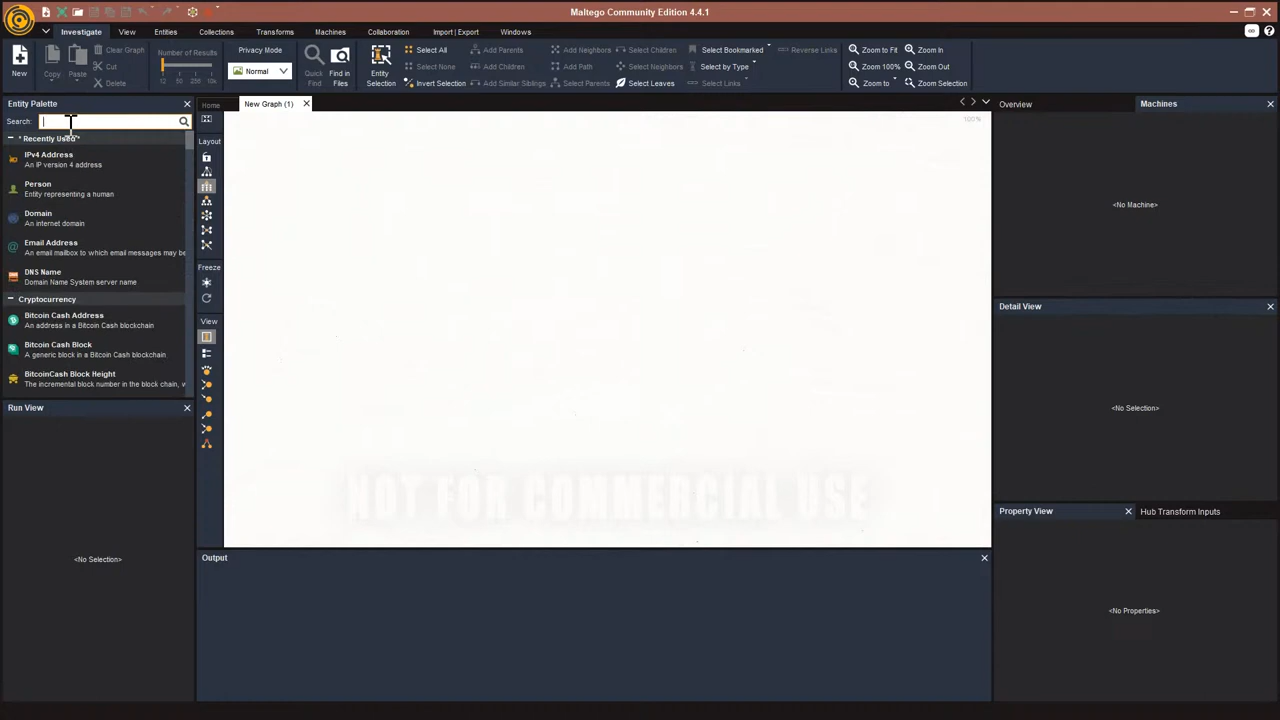 Maltego Community Edition 4.4.1
Investigate View Entities Collections Transforms Machines Collaboration Import | Export Windows
New
Copy
Paste
Clear Graph
Cut
Delete
Number of Results
12 50 256 10k
Privacy Mode
Normal
Quick Find
Find in Files
Entity Selection
Select All
Select None
Invert Selection
Add Parents
Add Children
Add Similar Siblings
Add Neighbors
Add Path
Select Parents
Select Children
Select Neighbors
Select Leaves
Select Bookmarked
Select by Type
Select Links
Reverse Links
Zoom to Fit
Zoom 100%
Zoom to
Zoom In
Zoom Out
Zoom Selection
Entity Palette
Search:
* Recently Used *
IPv4 Address
An IP version 4 address
Person
Entity representing a human
Domain
An internet domain
Email Address
An email mailbox to which email messages may be
DNS Name
Domain Name System server name
Cryptocurrency
Bitcoin Cash Address
An address in a Bitcoin Cash blockchain
Bitcoin Cash Block
A generic block in a Bitcoin Cash blockchain
BitcoinCash Block Height
The incremental block number in the block chain, w
Run View
<No Selection>
Home New Graph (1)
Layout
Freeze
View
100%
NOT FOR COMMERCIAL USE
Output
Overview Machines
<No Machine>
Detail View
<No Selection>
Property View Hub Transform Inputs
<No Properties>